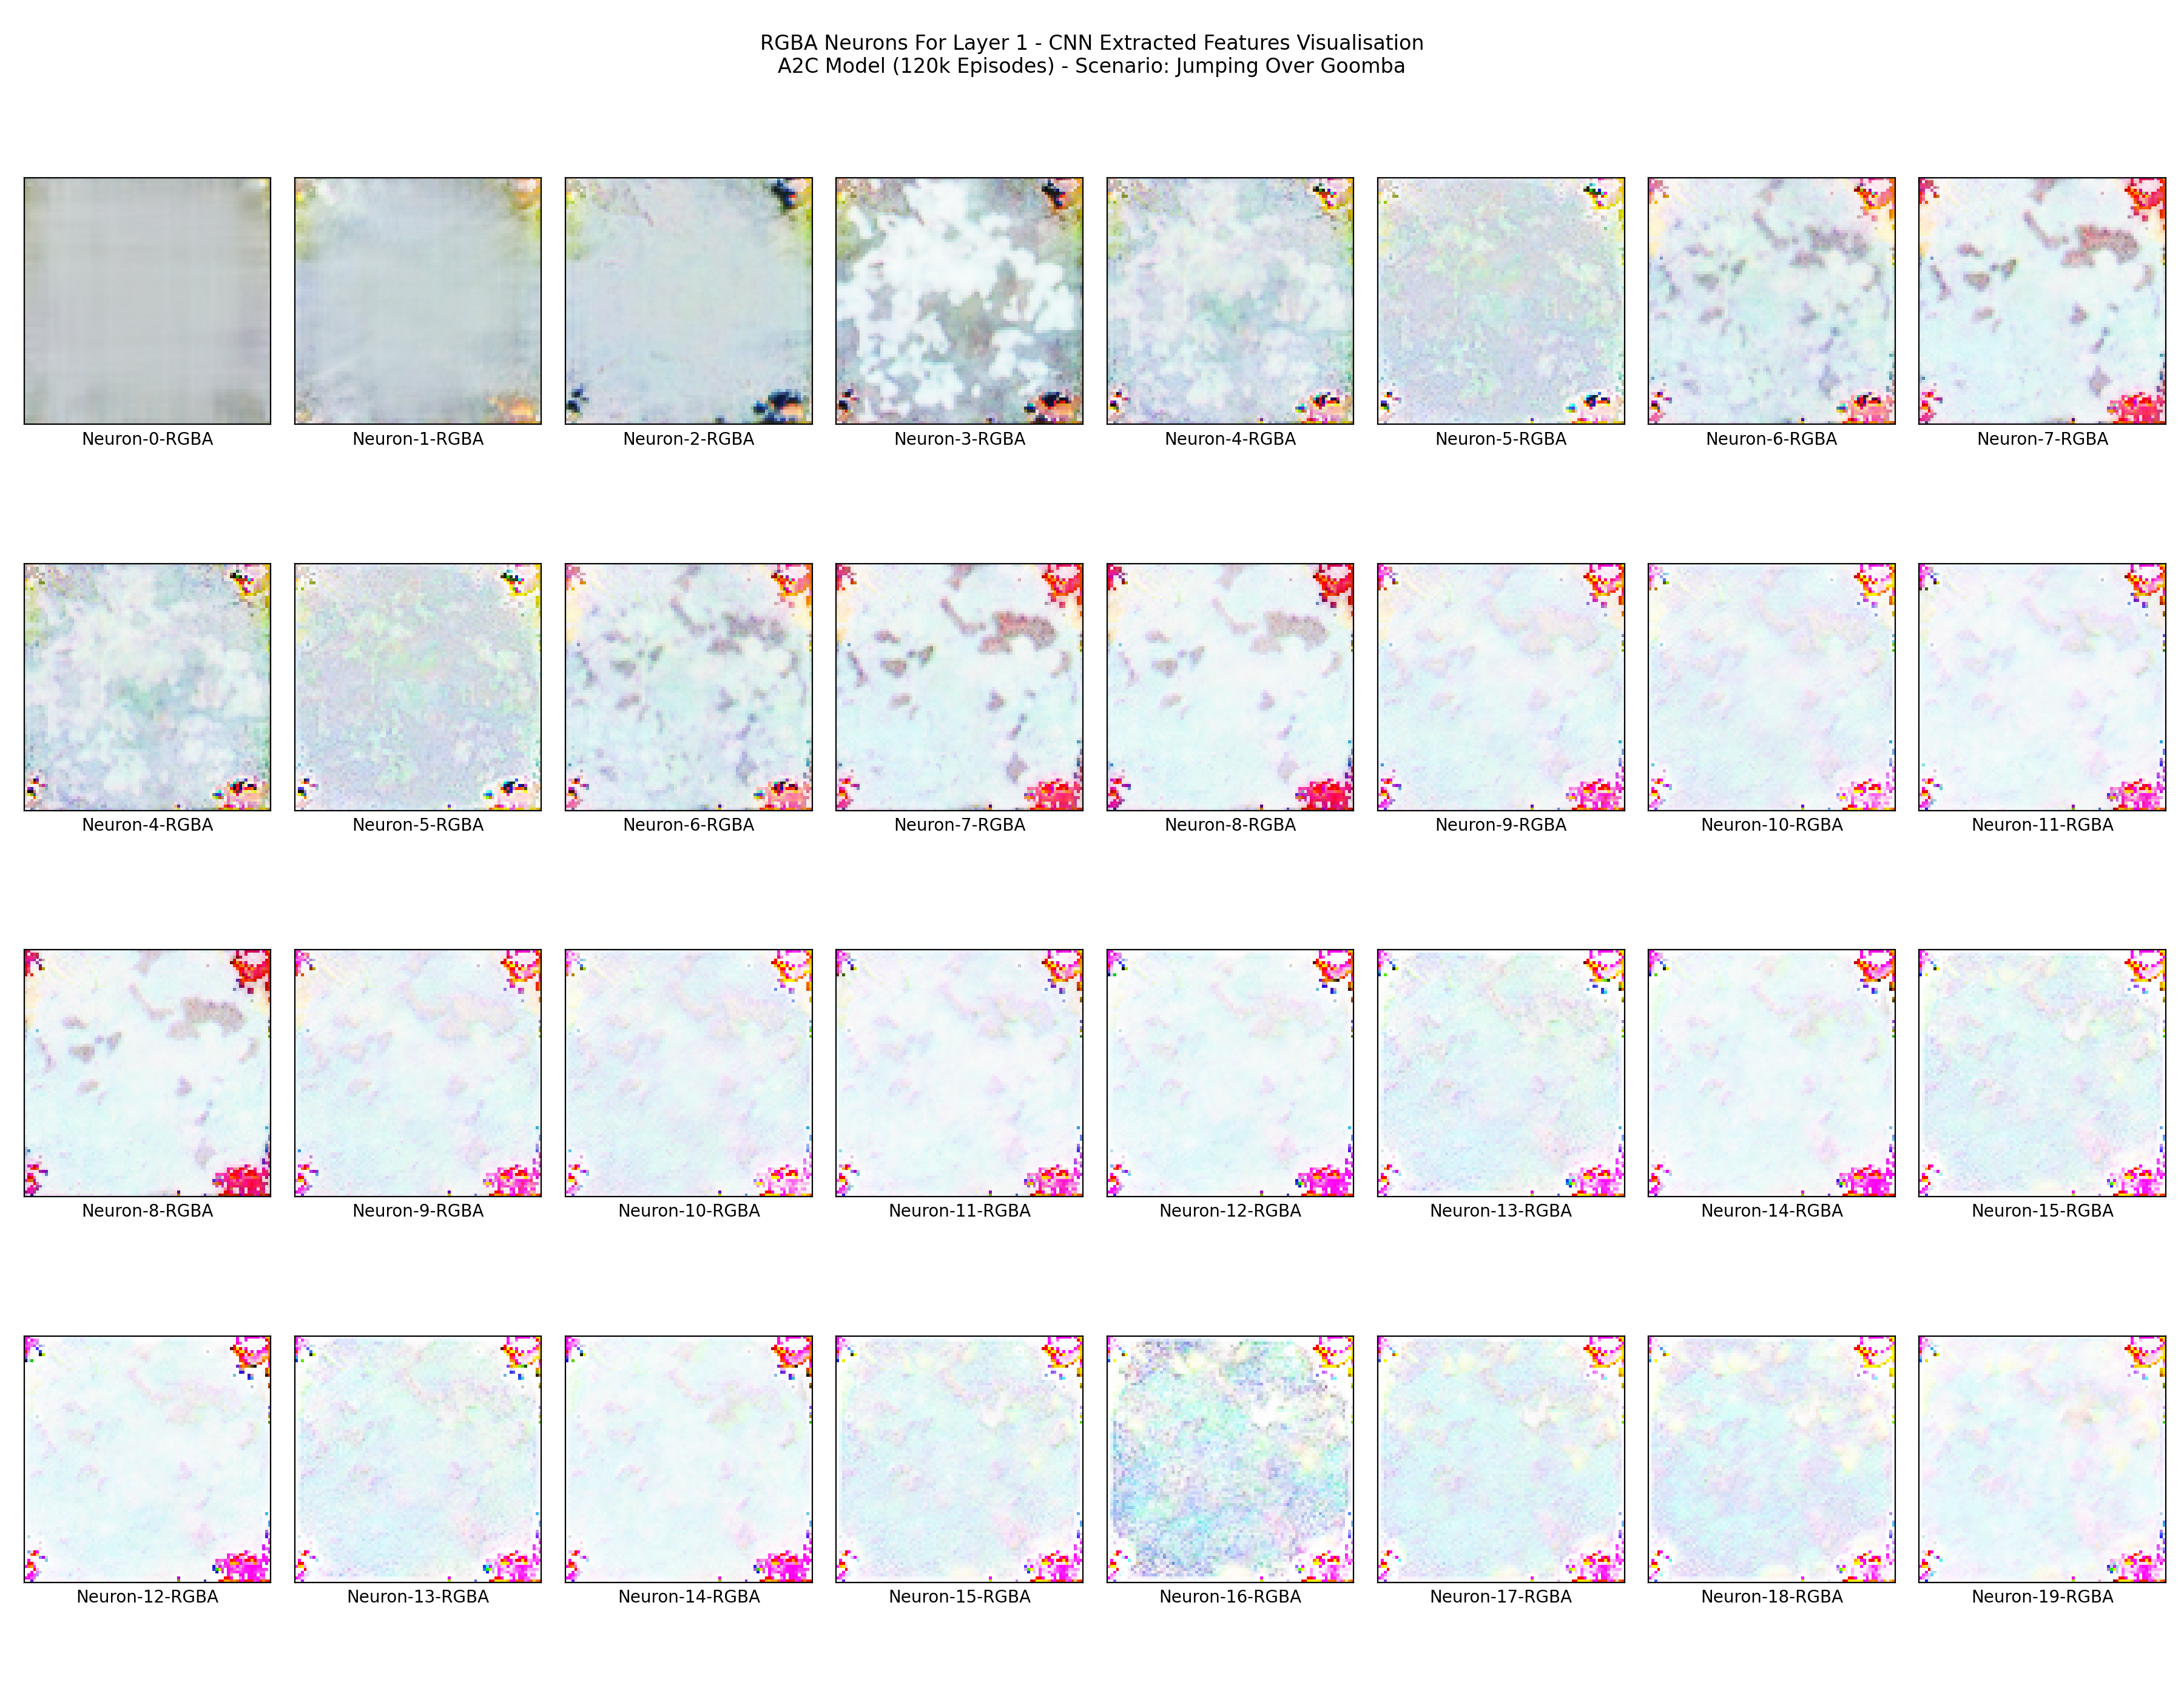 RGBA Neurons For Layer 1 - CNN Extracted Features Visualisation
A2C Model (120k Episodes) - Scenario: Jumping Over Goomba
Neuron-0-RGBA Neuron-1-RGBA Neuron-2-RGBA Neuron-3-RGBA Neuron-4-RGBA Neuron-5-RGBA Neuron-6-RGBA Neuron-7-RGBA
Neuron-4-RGBA Neuron-5-RGBA Neuron-6-RGBA Neuron-7-RGBA Neuron-8-RGBA Neuron-9-RGBA Neuron-10-RGBA Neuron-11-RGBA
Neuron-8-RGBA Neuron-9-RGBA Neuron-10-RGBA Neuron-11-RGBA Neuron-12-RGBA Neuron-13-RGBA Neuron-14-RGBA Neuron-15-RGBA
Neuron-12-RGBA Neuron-13-RGBA Neuron-14-RGBA Neuron-15-RGBA Neuron-16-RGBA Neuron-17-RGBA Neuron-18-RGBA Neuron-19-RGBA